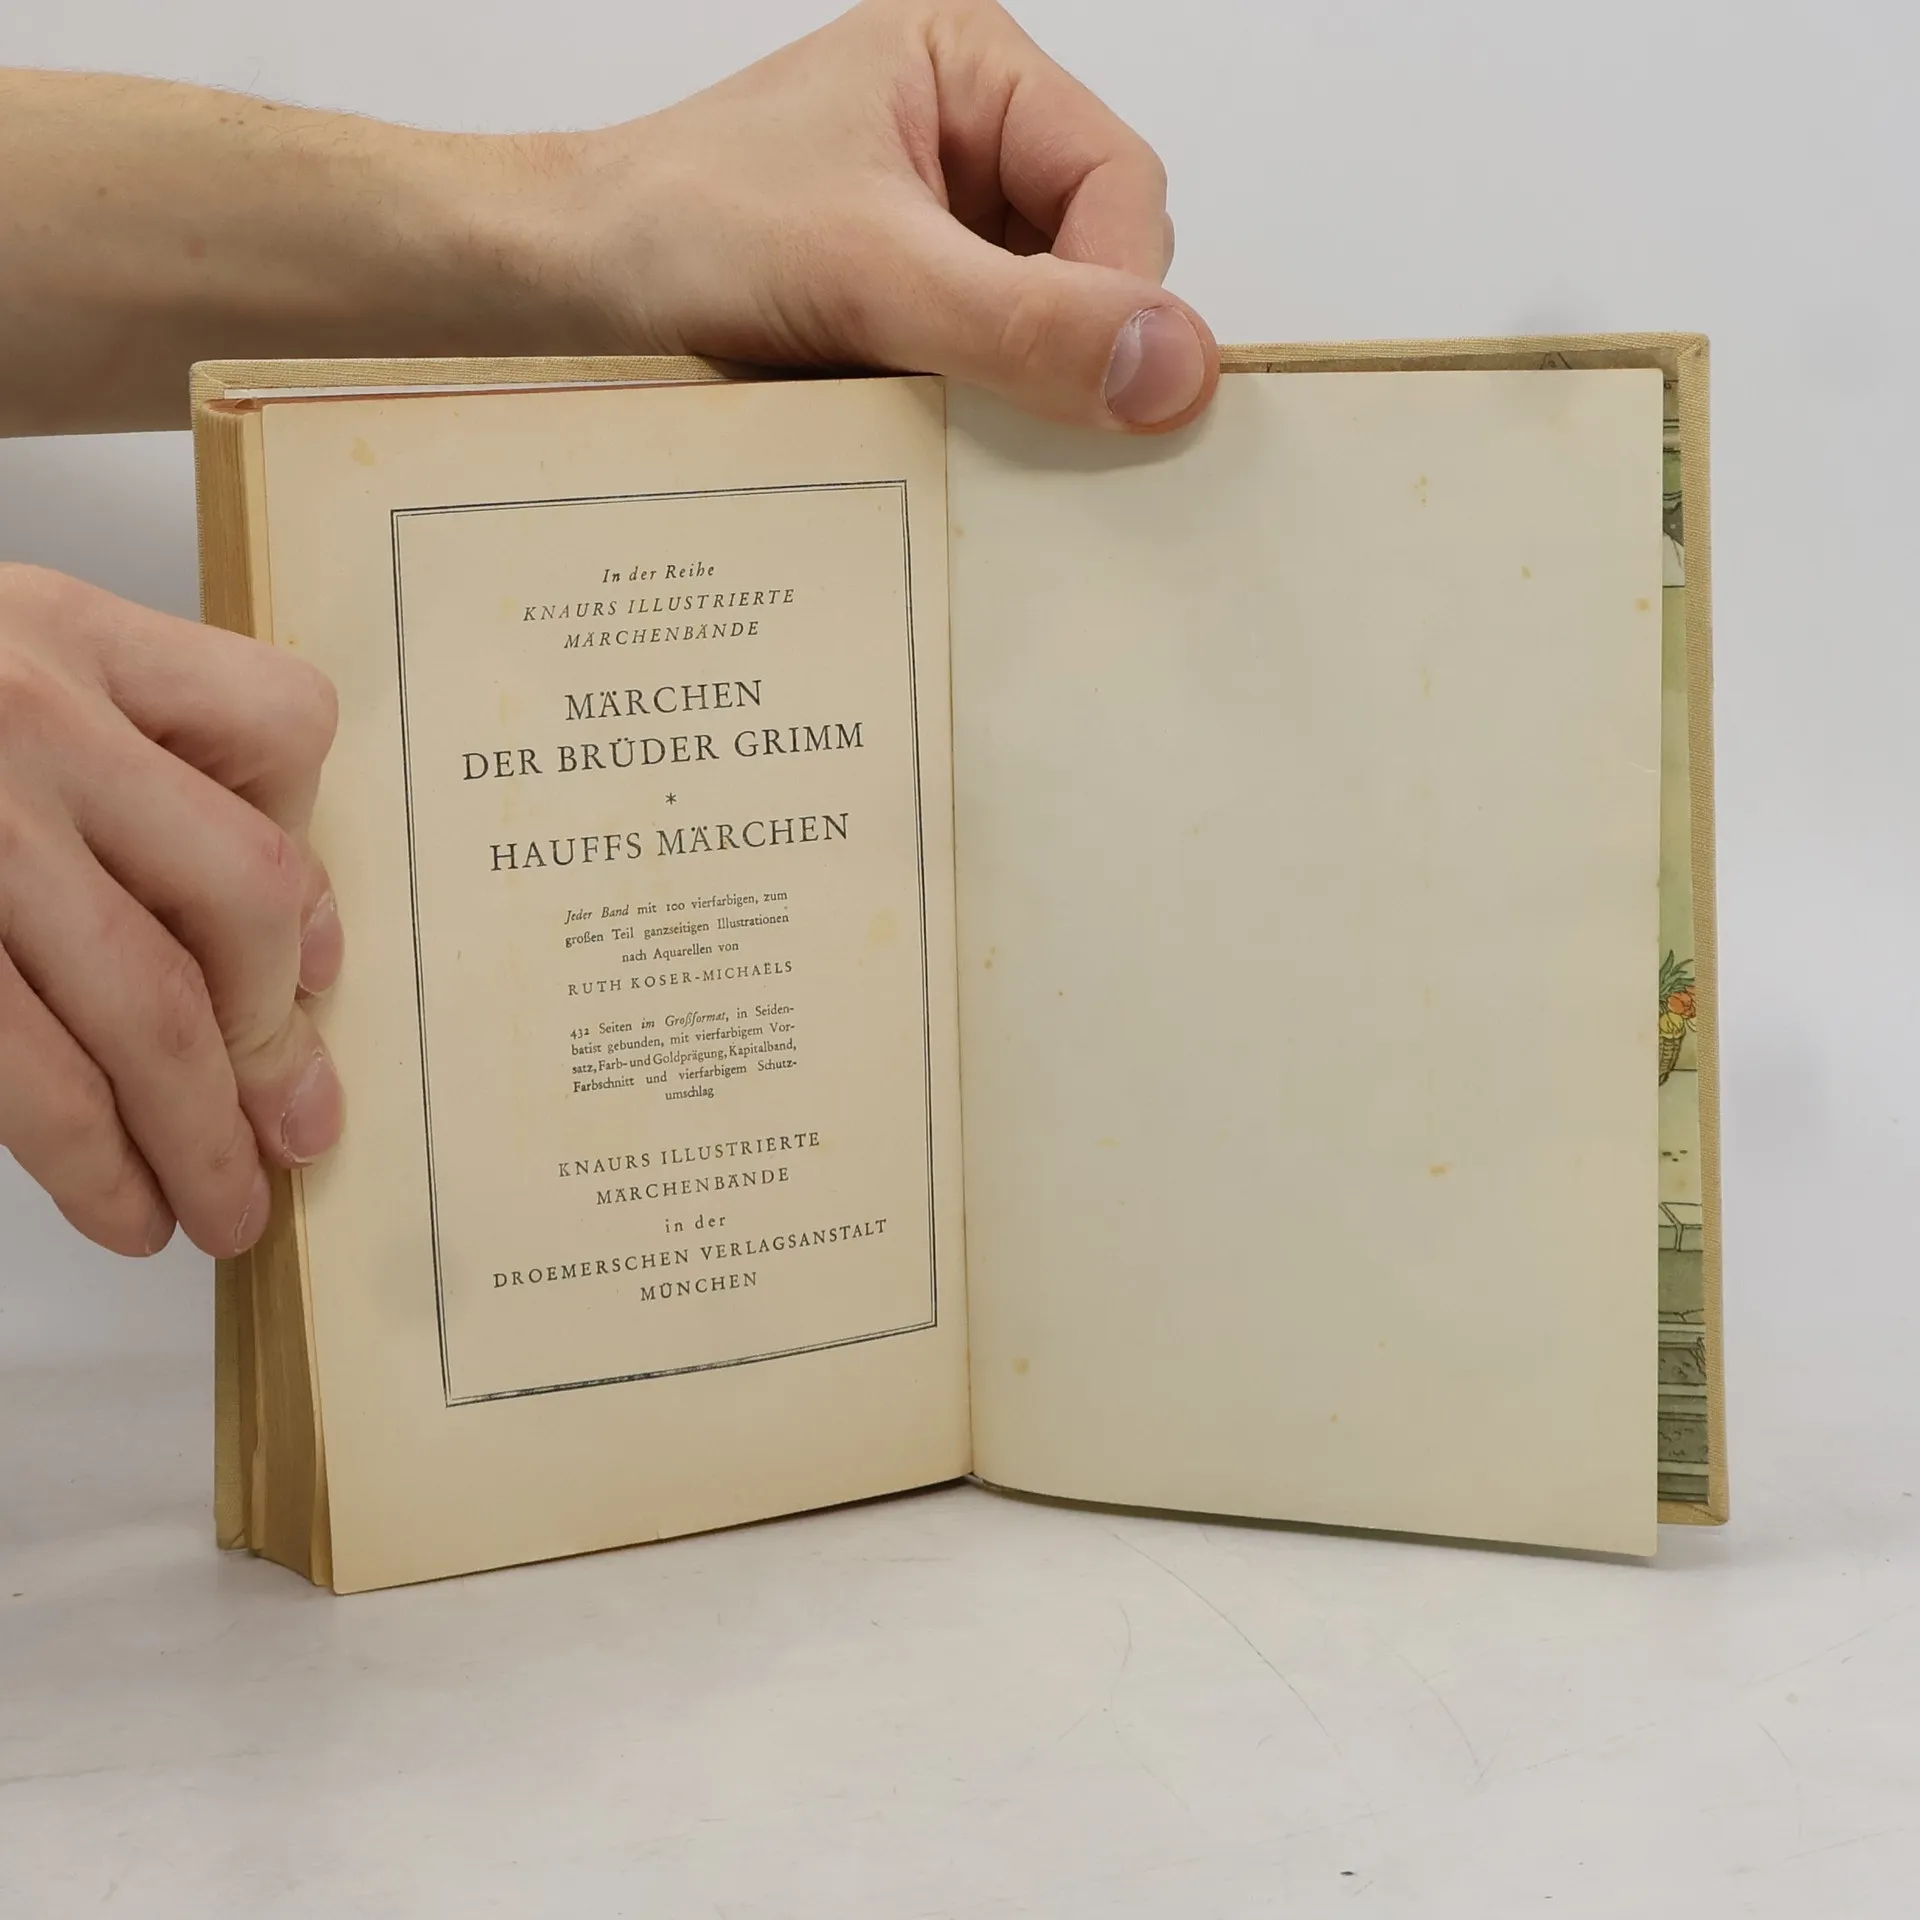 In der Reihe
KNAURS ILLUSTRIERTE
MÄRCHENBÄNDE
MÄRCHEN
DER BRÜDER GRIMM
*
HAUFFS MÄRCHEN
Jeder Band mit 100 vierfarbigen, zum
großen Teil ganzseitigen Illustrationen
nach Aquarellen von
RUTH KOSER-MICHAËLS
432 Seiten im Großformat, in Seiden-
batist gebunden, mit vierfarbigem Vor-
satz, Farb- und Goldprägung, Kapitalband,
Farbschnitt und vierfarbigem Schutz-
umschlag
KNAURS ILLUSTRIERTE
MÄRCHENBÄNDE
in der
DROEMERSCHEN VERLAGSANSTALT
MÜNCHEN